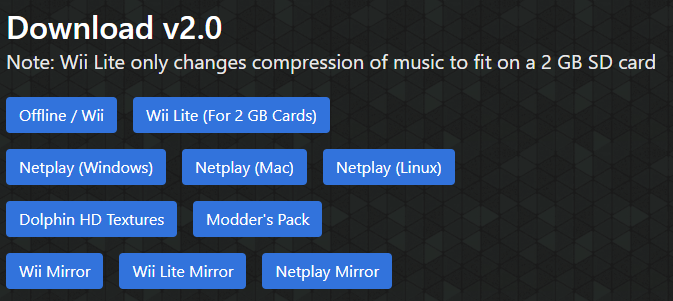 Download v2.0
Note: Wii Lite only changes compression of music to fit on a 2 GB SD card
Offline / Wii Wii Lite (For 2 GB Cards)
Netplay (Windows) Netplay (Mac) Netplay (Linux)
Dolphin HD Textures Modder's Pack
Wii Mirror Wii Lite Mirror Netplay Mirror